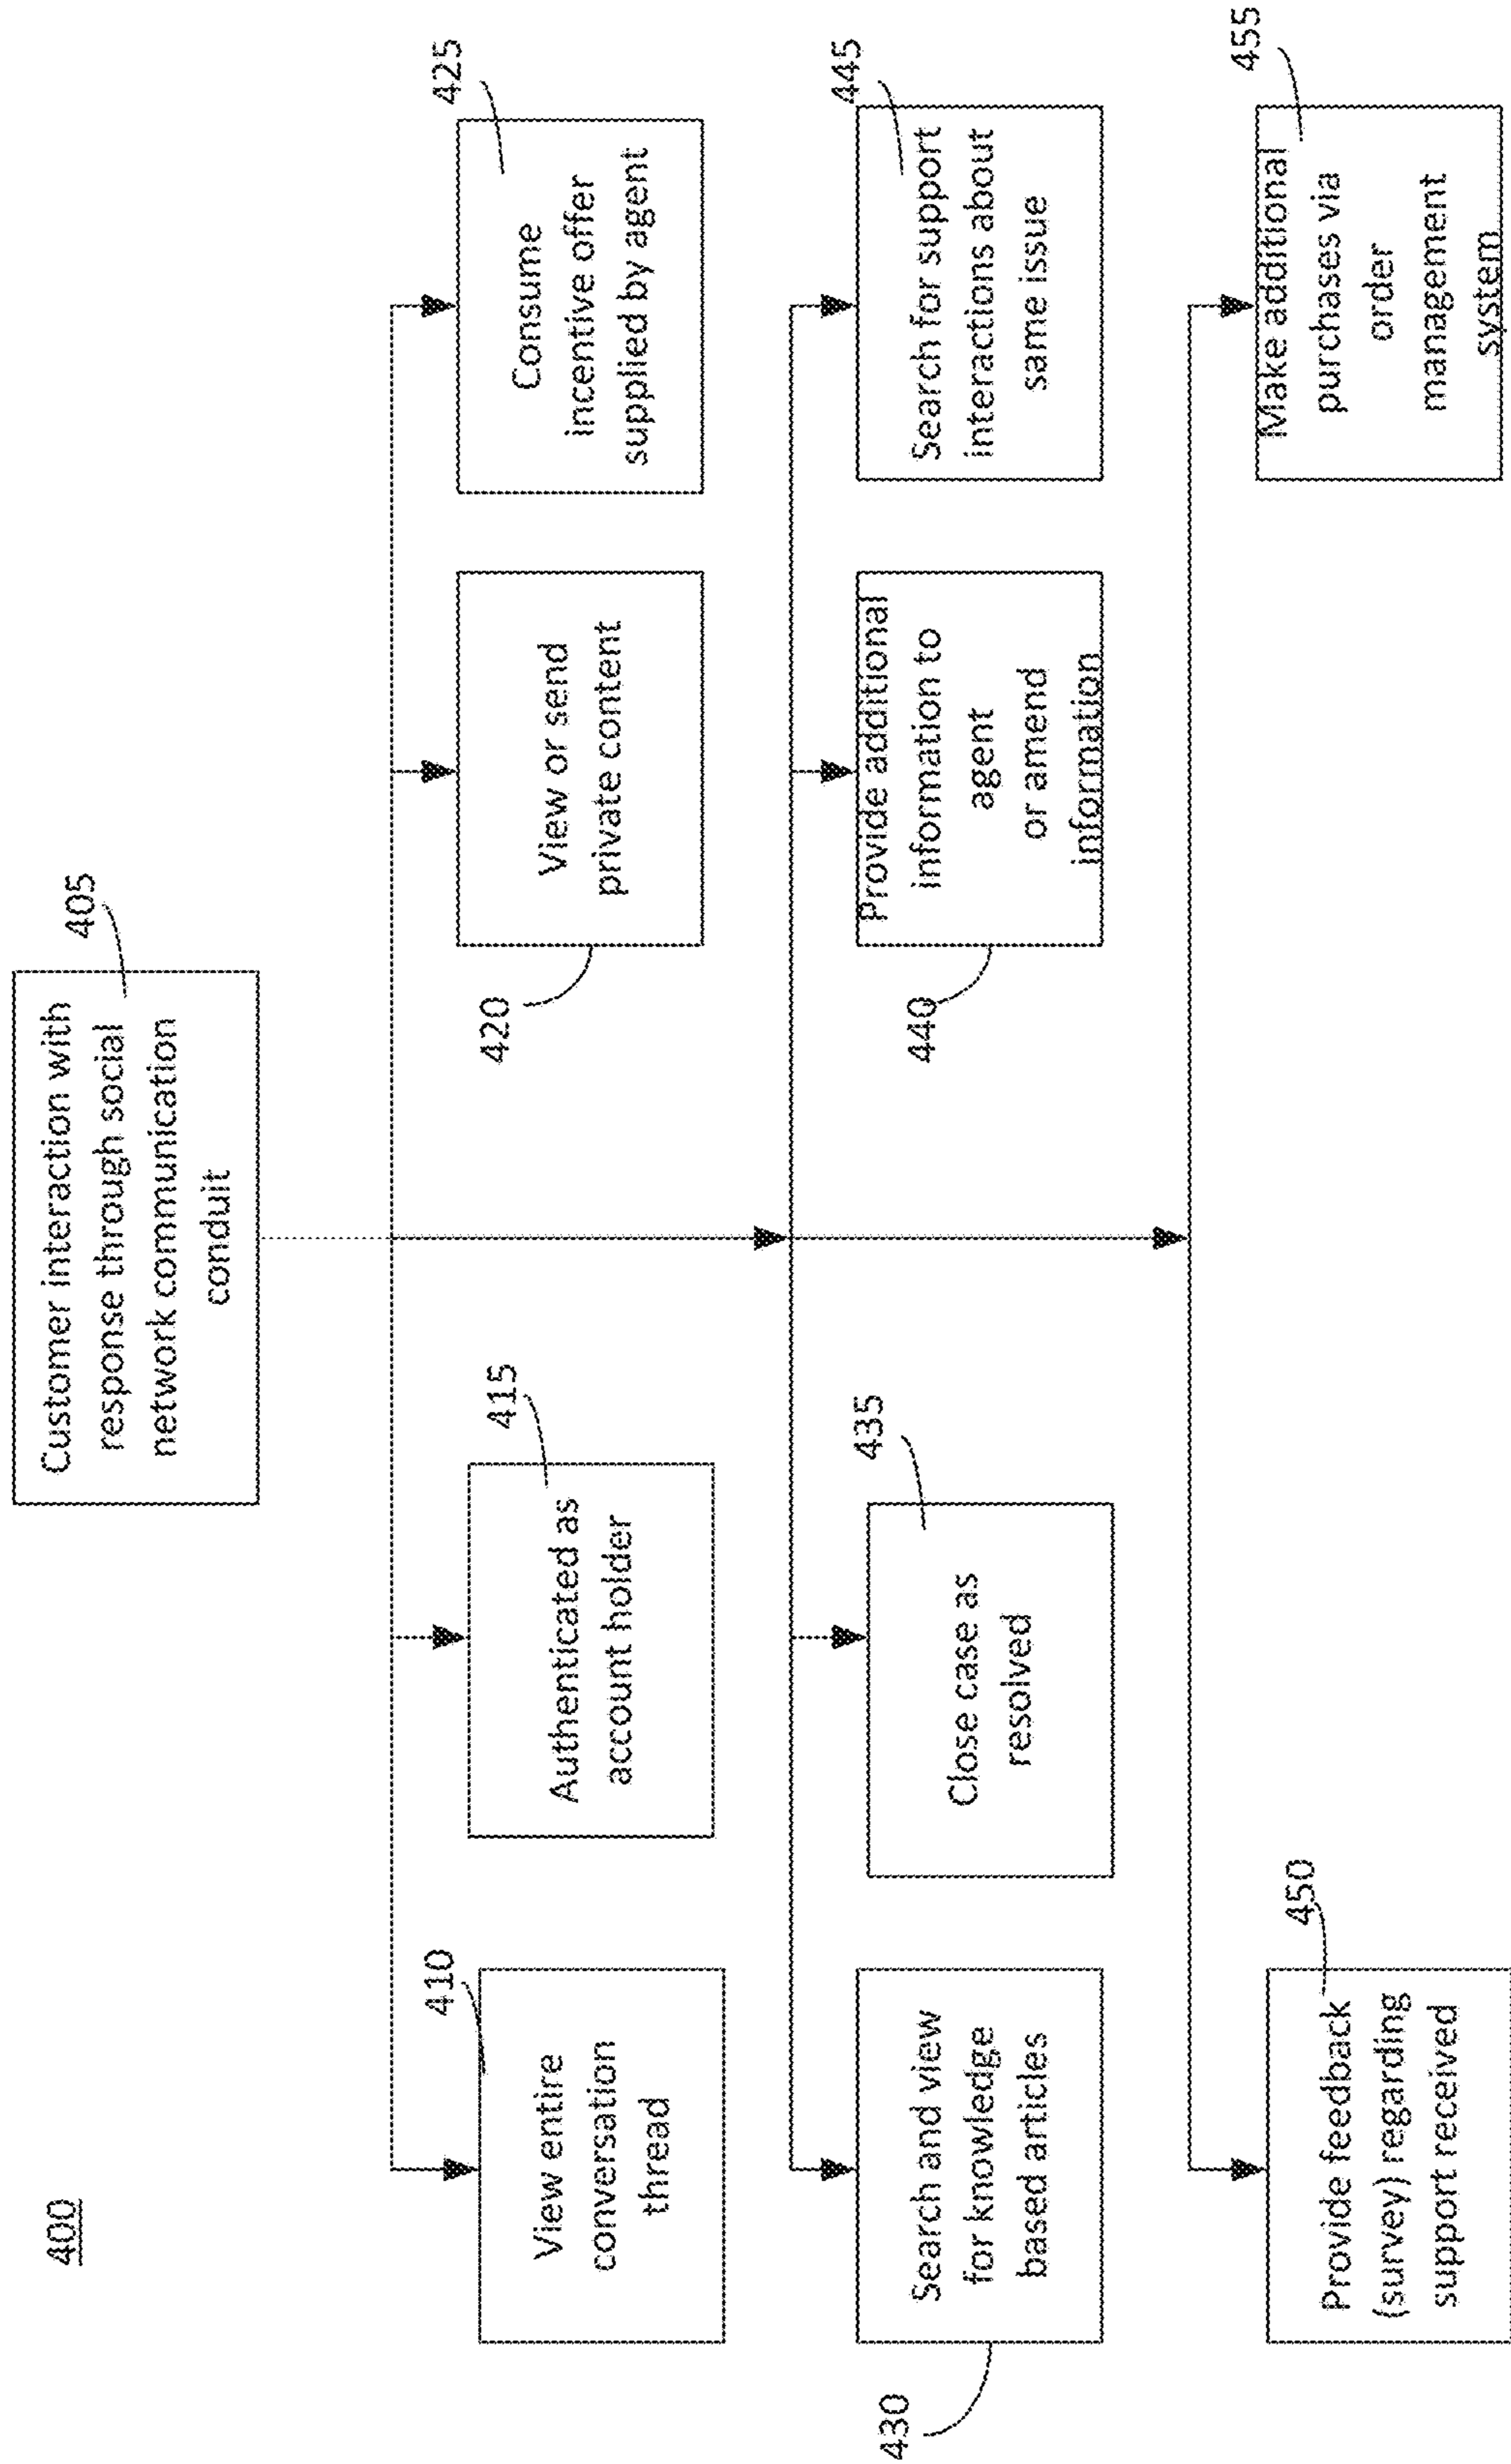 400
Customer interaction with
response through social
network communication
conduit
405
410
View entire
conversation
thread
415
Authenticated as
account holder
420
View or send
private content
425
Consume
incentive offer
supplied by agent
430
Search and view
for knowledge
based articles
435
Close case as
resolved
440
Provide additional
information to
agent
or amend
information
445
Search for support
interactions about
same issue
450
Provide feedback
(survey) regarding
support received
455
Make additional
purchases via
order
management
system